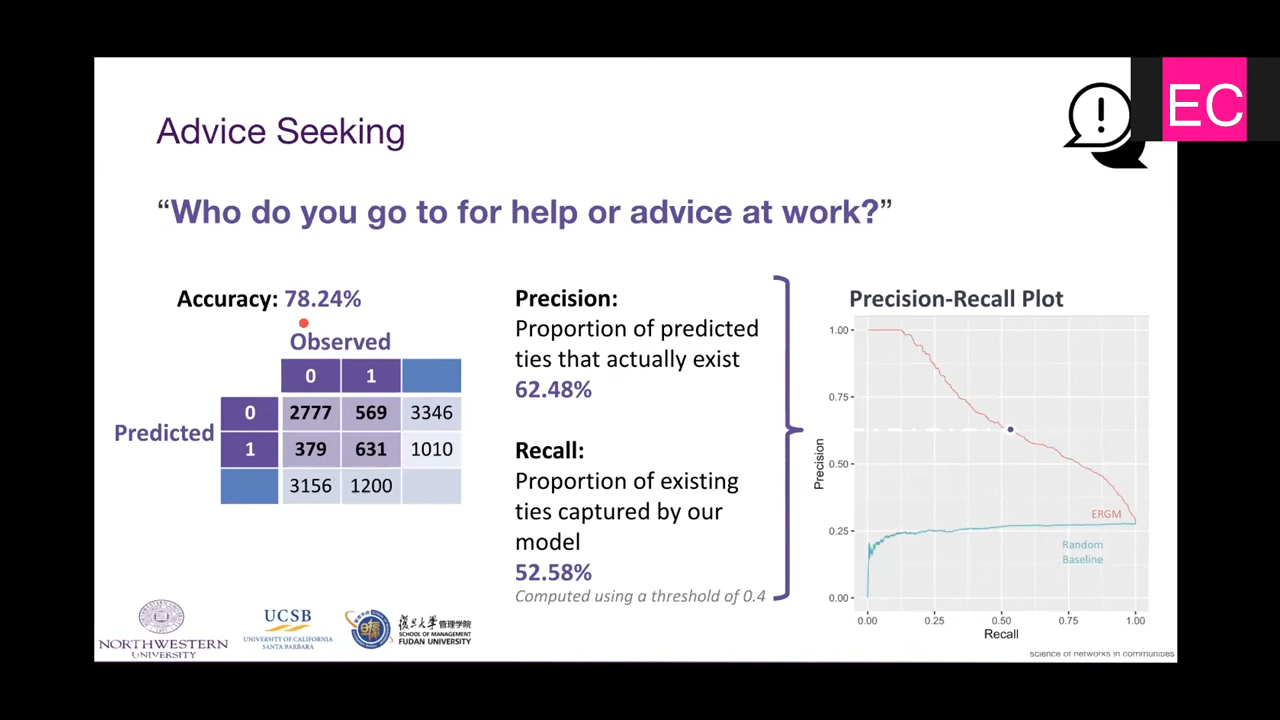 EC
Advice Seeking
“Who do you go to for help or advice at work?”
Accuracy: 78.24%
Observed
0 1
Predicted
0 2777 569 3346
1 379 631 1010
3156 1200
Precision:
Proportion of predicted
ties that actually exist
62.48%
Recall:
Proportion of existing
ties captured by our
model
52.58%
Computed using a threshold of 0.4
Precision-Recall Plot
1.00
0.75
0.50
0.25
0.00
Precision
ERGM
Random
Baseline
0.00 0.25 0.50 0.75 1.00
Recall
NORTHWESTERN
UNIVERSITY
UCSB
UNIVERSITY OF CALIFORNIA
SANTA BARBARA
復旦大學 管理学院
SCHOOL OF MANAGEMENT
FUDAN UNIVERSITY
science of networks in communities